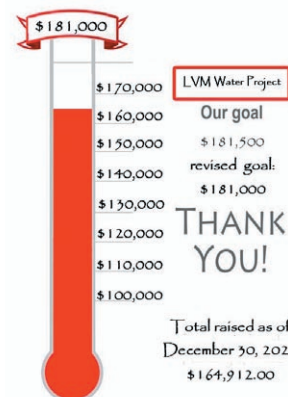 $181,000
$170,000
$160,000
$150,000
$140,000
$130,000
$120,000
$110,000
$100,000
LVM Water Project
Our goal
$181,500
revised goal:
$181,000
THANK
YOU!
Total raised as of
December 30, 202
$164,912.00